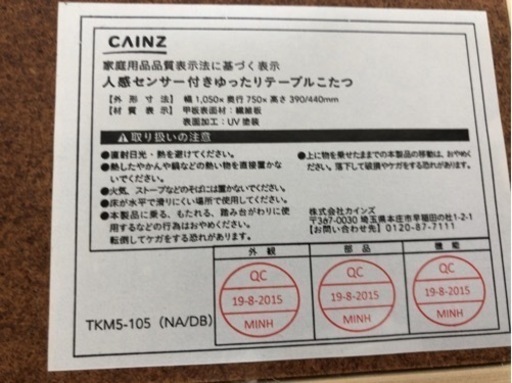 CAINZ
家庭用品品質表示法に基づく表示
人感センサー付きゆったりテーブルこたつ
【外 形 寸 法】 幅 1,050×奥行 750×高さ 390/440mm
【材 質 表 示】 甲板表面材：繊維板
表面加工：UV塗装
取り扱いの注意
●直射日光・熱を避けてください。
●熱したやかんや鍋などの熱い物を直接置かな
いでください。
●火気、ストーブなどのそばには置かないでください。
●床が水平で滑りにくい場所で使用してください。
●本製品に乗る、もたれる、踏み台がわりに使
用するなどの行為はおやめください。
転倒してケガをする恐れがあります。
●上に物を乗せたままでの本製品の移動は、おやめく
ださい。落下して破損やケガをする恐れがあります。
株式会社カインズ
〒367-0030 埼玉県本庄市早稲田の杜1-2-1
【お問い合わせ先】0120-87-7111
外 観
部 品
機 能
QC
19-8-2015
MINH
QC
19-8-2015
MINH
QC
19-8-2015
MINH
TKM5-105（NA/DB）